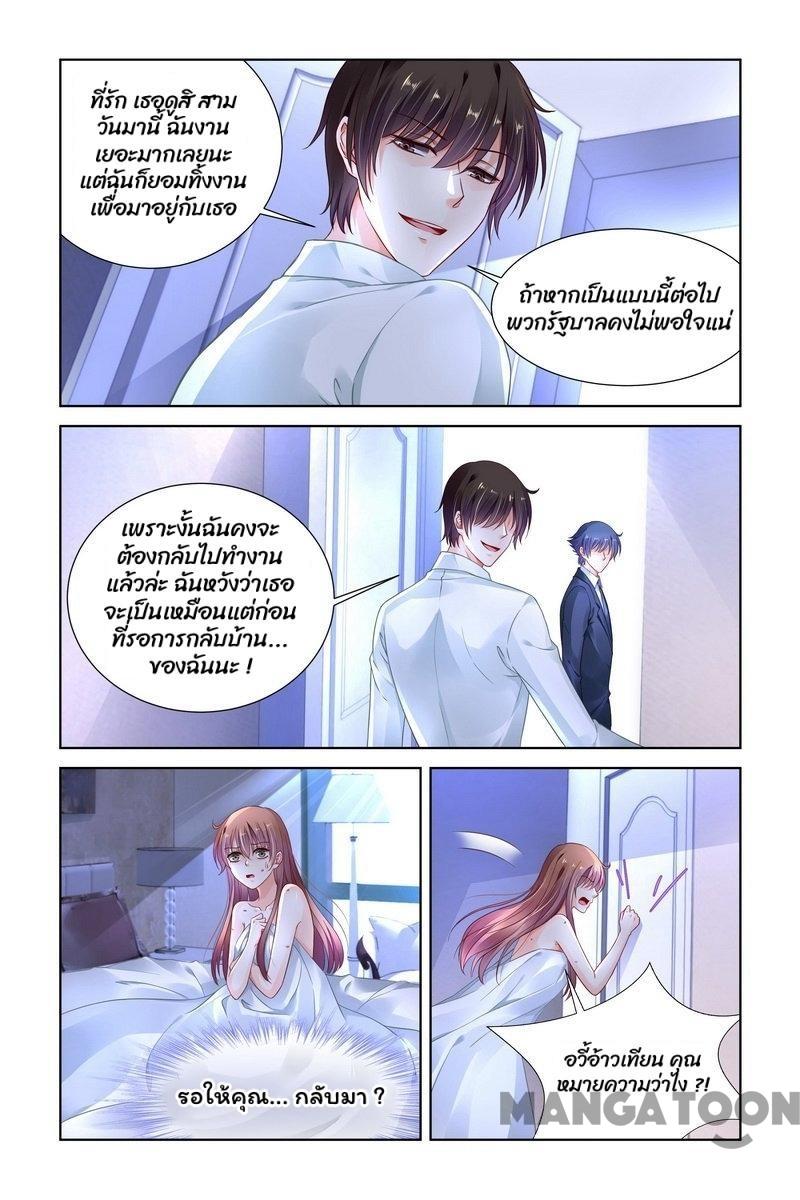 ที่รัก เธอดูสิ สาม
วันมานี้ ฉันงาน
เยอะมากเลยนะ
แต่ฉันก็ยอมทิ้งงาน
เพื่อมาอยู่กับเธอ
ถ้าหากเป็นแบบนี้ต่อไป
พวกรัฐบาลคงไม่พอใจแน่
เพราะงั้นฉันคงจะ
ต้องกลับไปทำงาน
แล้วล่ะ ฉันหวังว่าเธอ
จะเป็นเหมือนแต่ก่อน
ที่รอการกลับบ้าน...
ของฉันนะ !
รอให้คุณ... กลับมา ?
อวี้อ้าวเทียน คุณ
หมายความว่าไง ?!
MANGATOON